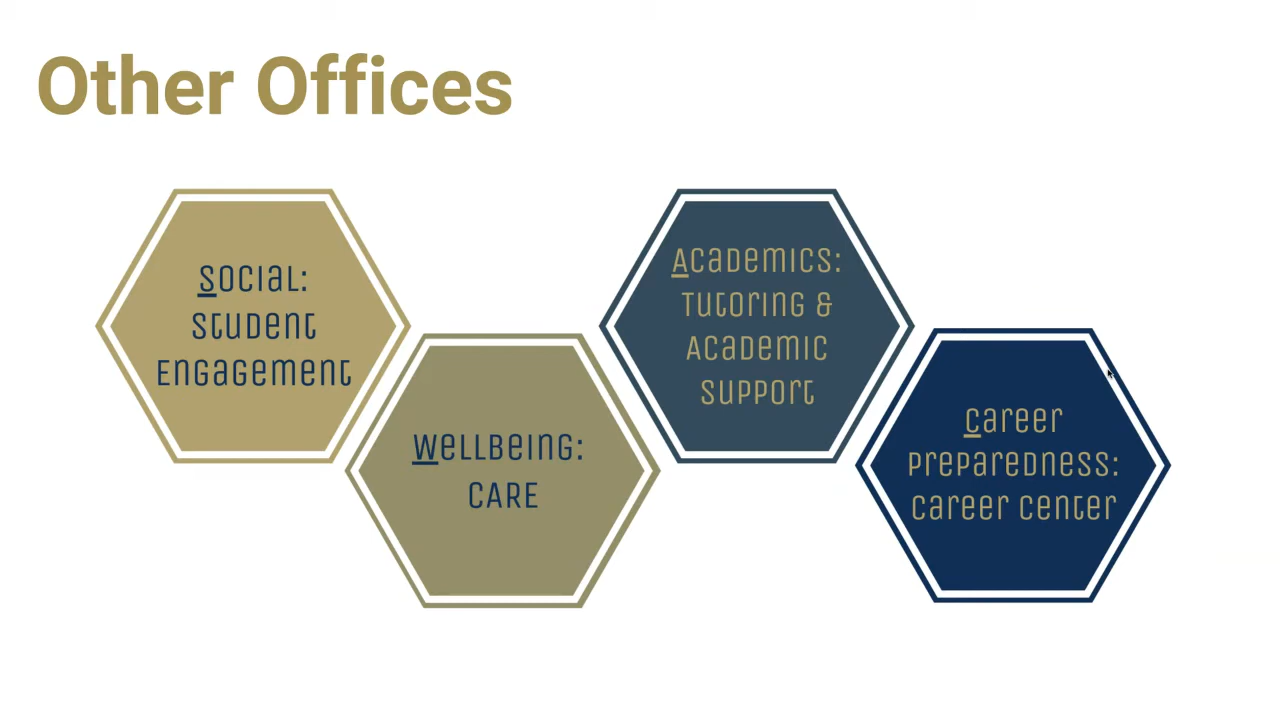 Other Offices
Social:
Student
Engagement
Wellbeing:
CARE
Academics:
Tutoring &
Academic
Support
Career
Preparedness:
Career Center